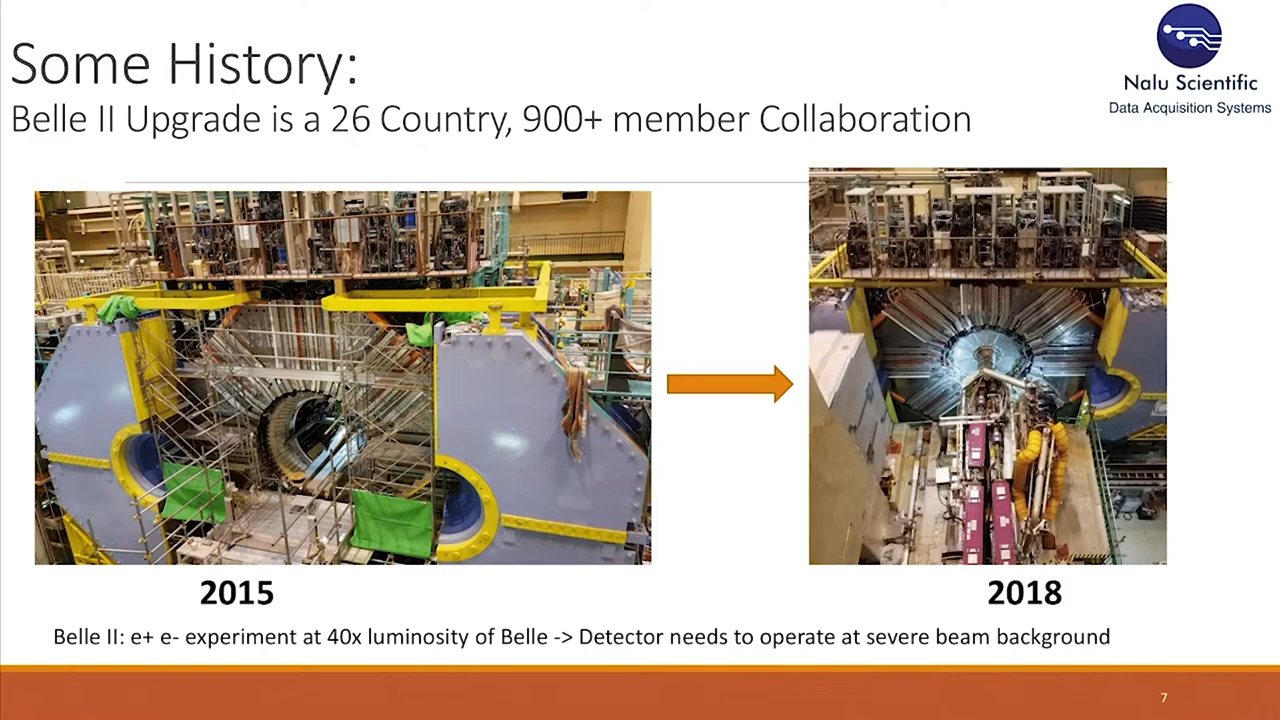 Some History:
Belle II Upgrade is a 26 Country, 900+ member Collaboration
Nalu Scientific
Data Acquisition Systems
2015
2018
Belle II: e+ e- experiment at 40x luminosity of Belle -> Detector needs to operate at severe beam background
7